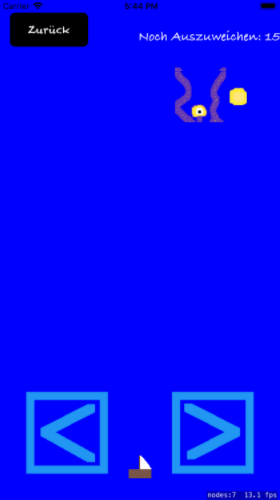 Carrier
Zurück
Noch Auszuweichen: 15
nodes:7 13.1 fps